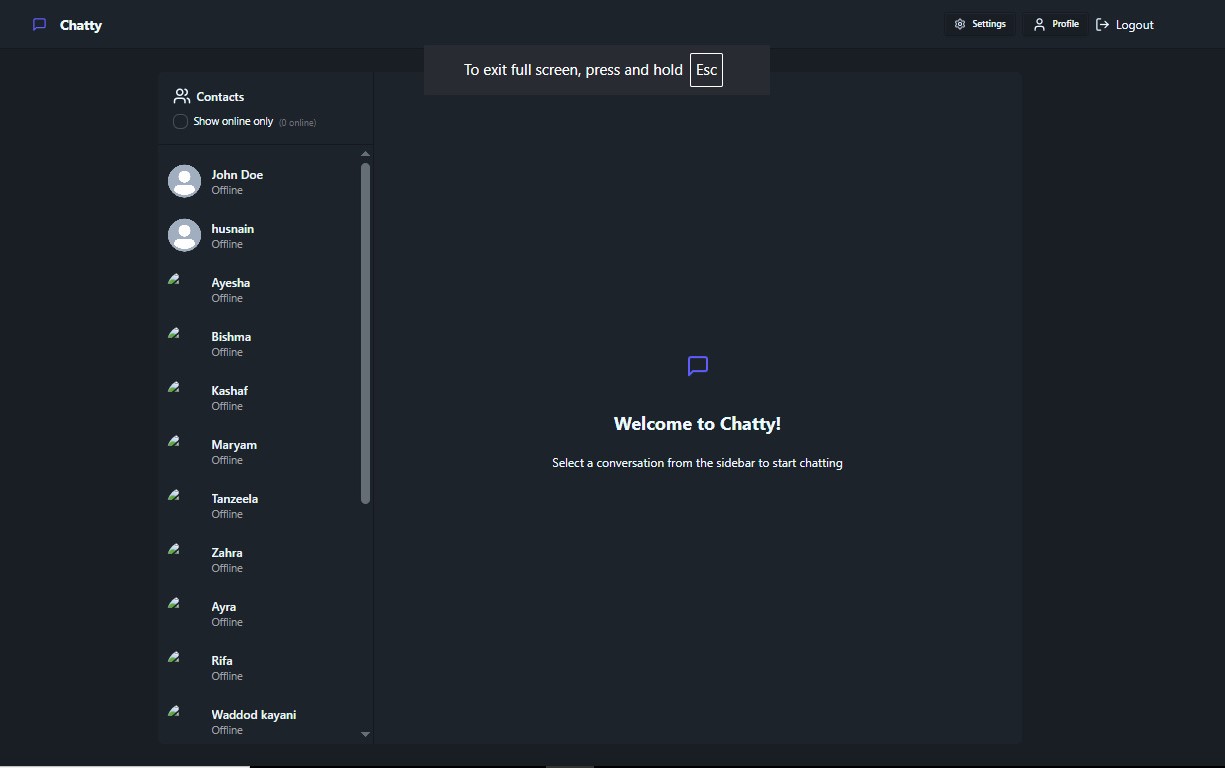 Chatty
Settings
Profile
Logout
To exit full screen, press and hold Esc
Contacts
Show online only (0 online)
John Doe
Offline
husnain
Offline
Ayesha
Offline
Bishma
Offline
Kashaf
Offline
Maryam
Offline
Tanzeela
Offline
Zahra
Offline
Ayra
Offline
Rifa
Offline
Waddod kayani
Offline
Welcome to Chatty!
Select a conversation from the sidebar to start chatting